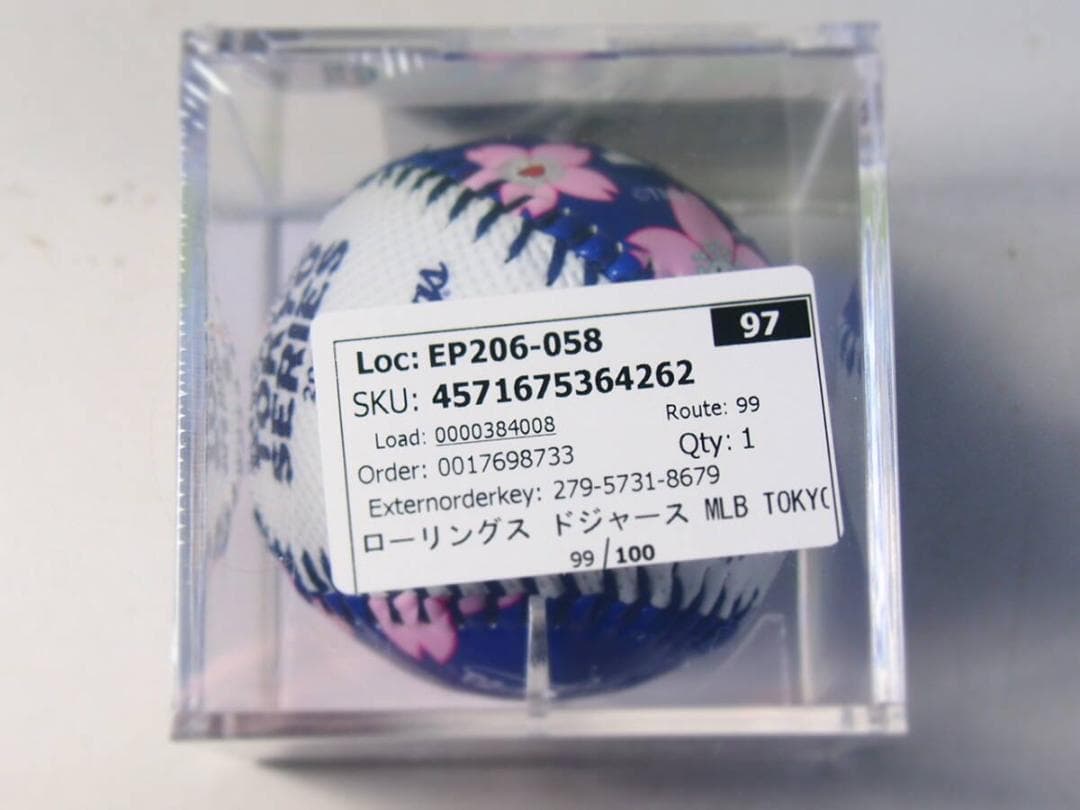 TOKYO
SERIES
97
Loc: EP206-058
SKU: 4571675364262
Load: 0000384008
Route: 99
Order: 0017698733
Qty: 1
Externorderkey: 279-5731-8679
ローリングス ドジャース MLB TOKYO
99/100